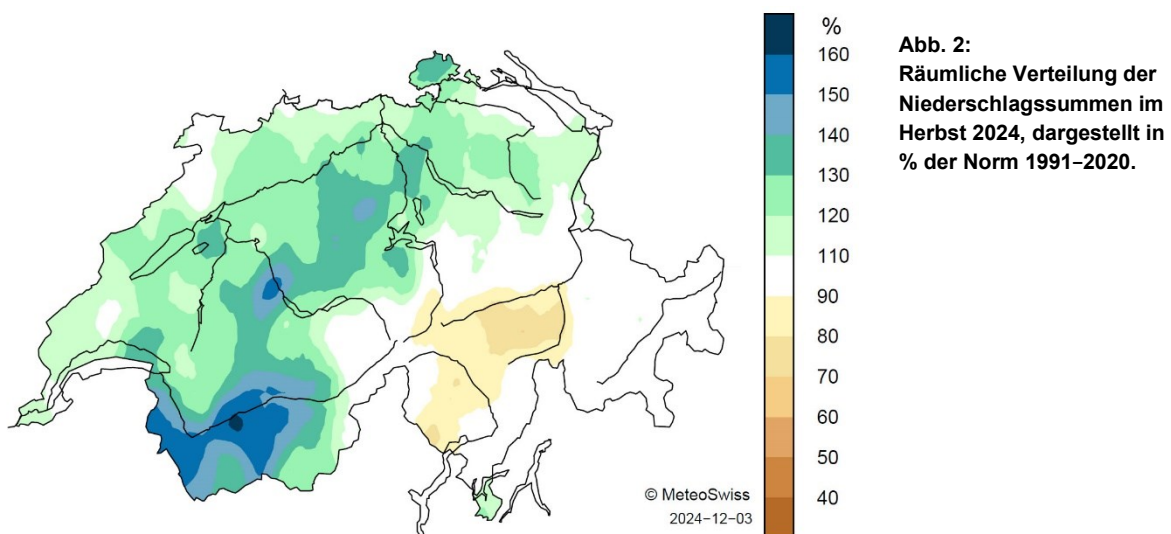 %
160
150
140
130
120
110
90
80
70
60
50
40
© MeteoSwiss
2024-12-03
Abb. 2:
Räumliche Verteilung der
Niederschlagssummen im
Herbst 2024, dargestellt in
% der Norm 1991–2020.